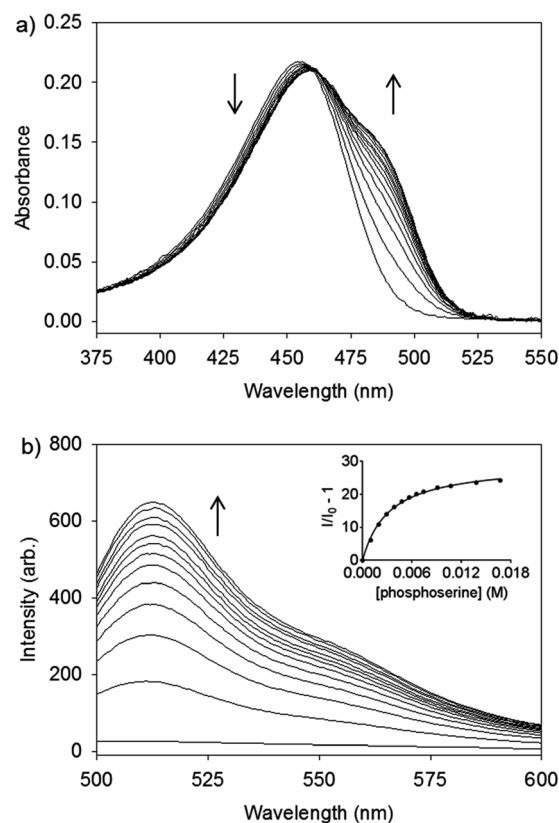 a)
0.25
0.20
0.15
0.10
0.05
0.00
Absorbance
375 400 425 450 475 500 525 550
Wavelength (nm)
b)
800
600
400
200
0
Intensity (arb.)
30
20
10
0
I/I0 - 1
0.000 0.006 0.012 0.018
[phosphoserine] (M)
500 525 550 575 600
Wavelength (nm)